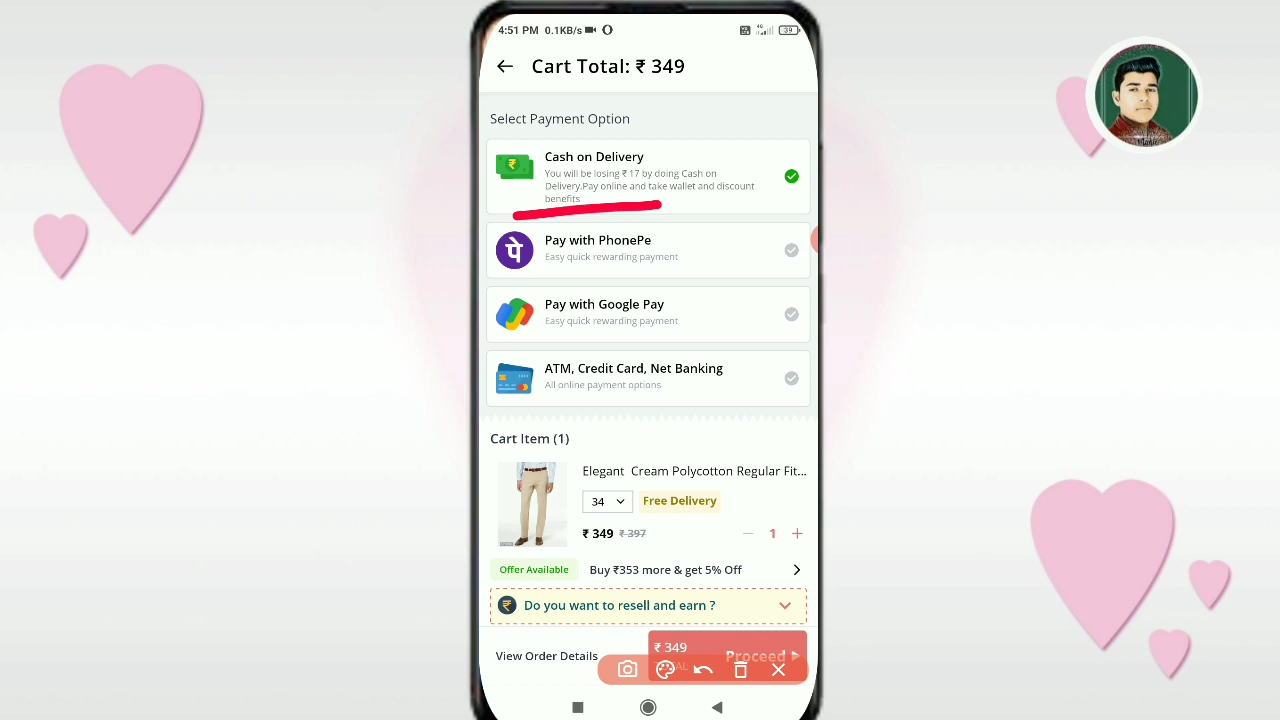 4:51 PM 0.1KB/s
4G
39
Cart Total: ₹ 349
Select Payment Option
Cash on Delivery
You will be losing ₹ 17 by doing Cash on
Delivery.Pay online and take wallet and discount
benefits
पे
Pay with PhonePe
Easy quick rewarding payment
Pay with Google Pay
Easy quick rewarding payment
ATM, Credit Card, Net Banking
All online payment options
Cart Item (1)
Elegant Cream Polycotton Regular Fit...
34
Free Delivery
₹ 349 ₹ 397
1
Offer Available
Buy ₹353 more & get 5% Off
Do you want to resell and earn ?
View Order Details
₹ 349
Proceed